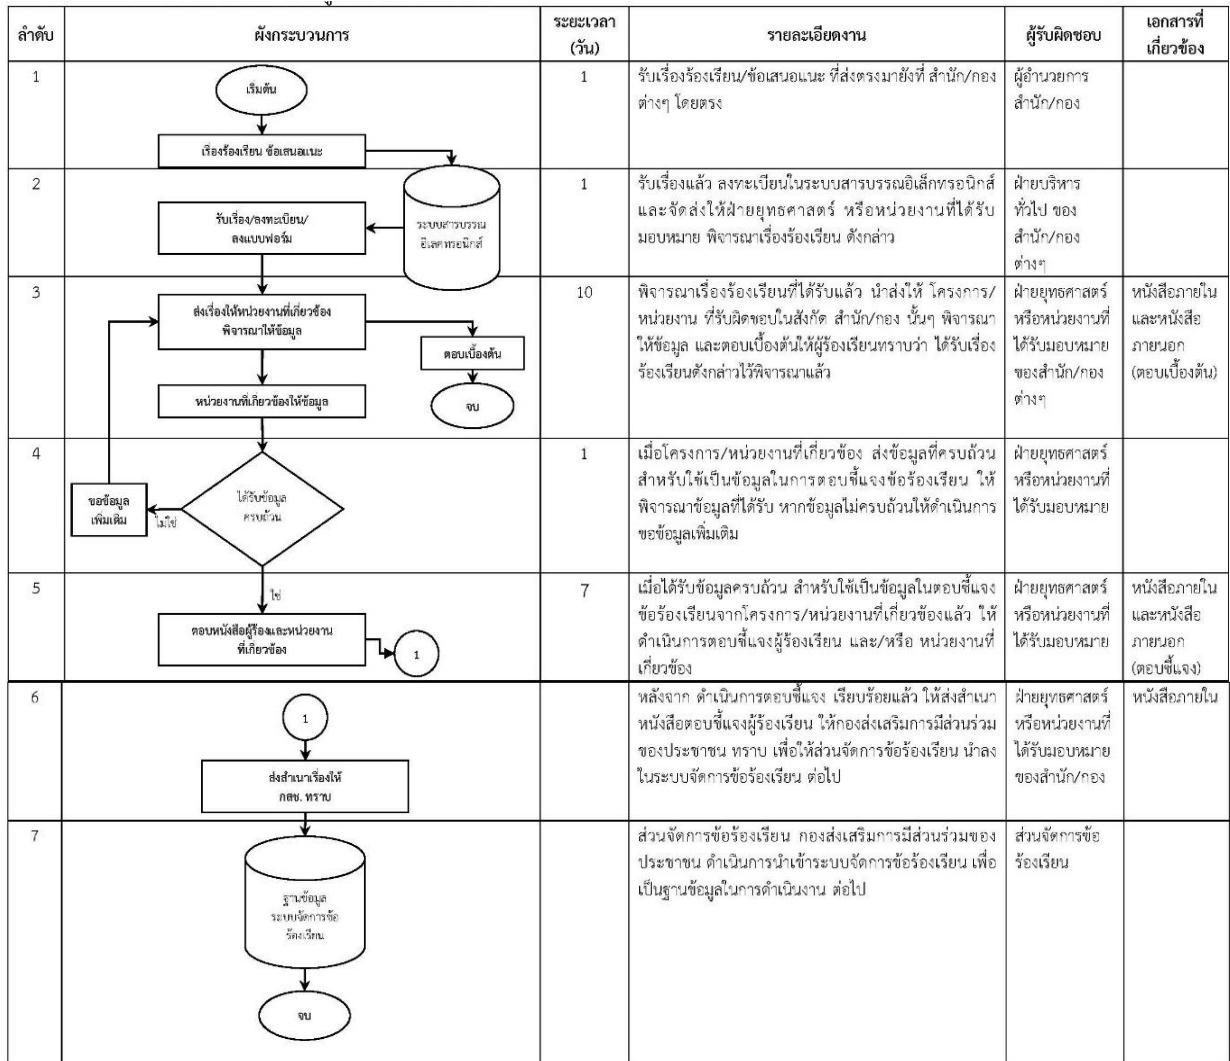 ลำดับ
ผังกระบวนการ
ระยะเวลา
(วัน)
รายละเอียดงาน
ผู้รับผิดชอบ
เอกสารที่
เกี่ยวข้อง
1
เริ่มต้น
เรื่องร้องเรียน ข้อเสนอแนะ
1
รับเรื่องร้องเรียน/ข้อเสนอแนะ ที่ส่งตรงมายังที่ สำนัก/กอง
ต่างๆ โดยตรง
ผู้อำนวยการ
สำนัก/กอง
2
รับเรื่อง/ลงทะเบียน/
ลงแบบฟอร์ม
ระบบสารบรรณ
อิเลคทรอนิกส์
1
รับเรื่องแล้ว ลงทะเบียนในระบบสารบรรณอิเล็กทรอนิกส์
และจัดส่งให้ฝ่ายยุทธศาสตร์ หรือหน่วยงานที่ได้รับ
มอบหมาย พิจารณาเรื่องร้องเรียน ดังกล่าว
ฝ่ายบริหาร
ทั่วไป ของ
สำนัก/กอง
ต่างๆ
3
ส่งเรื่องให้หน่วยงานที่เกี่ยวข้อง
พิจารณาให้ข้อมูล
ตอบเบื้องต้น
หน่วยงานที่เกี่ยวข้องให้ข้อมูล
จบ
10
พิจารณาเรื่องร้องเรียนที่ได้รับแล้ว นำส่งให้ โครงการ/
หน่วยงาน ที่รับผิดชอบในสังกัด สำนัก/กอง นั้นๆ พิจารณา
ให้ข้อมูล และตอบเบื้องต้นให้ผู้ร้องเรียนทราบว่า ได้รับเรื่อง
ร้องเรียนดังกล่าวไว้พิจารณาแล้ว
ฝ่ายยุทธศาสตร์
หรือหน่วยงานที่
ได้รับมอบหมาย
ของสำนัก/กอง
ต่างๆ
หนังสือภายใน
และหนังสือ
ภายนอก
(ตอบเบื้องต้น)
4
ขอข้อมูล
เพิ่มเติม
ไม่ใช่
ได้รับข้อมูล
ครบถ้วน
1
เมื่อโครงการ/หน่วยงานที่เกี่ยวข้อง ส่งข้อมูลที่ครบถ้วน
สำหรับใช้เป็นข้อมูลในการตอบชี้แจงข้อร้องเรียน ให้
พิจารณาข้อมูลที่ได้รับ หากข้อมูลไม่ครบถ้วนให้ดำเนินการ
ขอข้อมูลเพิ่มเติม
ฝ่ายยุทธศาสตร์
หรือหน่วยงานที่
ได้รับมอบหมาย
5
ใช่
ตอบหนังสือผู้ร้องและหน่วยงาน
ที่เกี่ยวข้อง
1
7
เมื่อได้รับข้อมูลครบถ้วน สำหรับใช้เป็นข้อมูลในตอบชี้แจง
ข้อร้องเรียนจากโครงการ/หน่วยงานที่เกี่ยวข้องแล้ว ให้
ดำเนินการตอบชี้แจงผู้ร้องเรียน และ/หรือ หน่วยงานที่
เกี่ยวข้อง
ฝ่ายยุทธศาสตร์
หรือหน่วยงานที่
ได้รับมอบหมาย
หนังสือภายใน
และหนังสือ
ภายนอก
(ตอบชี้แจง)
6
1
ส่งสำเนาเรื่องให้
กสช. ทราบ
หลังจาก ดำเนินการตอบชี้แจง เรียบร้อยแล้ว ให้ส่งสำเนา
หนังสือตอบชี้แจงผู้ร้องเรียน ให้กองส่งเสริมการมีส่วนร่วม
ของประชาชน ทราบ เพื่อให้ส่วนจัดการข้อร้องเรียน นำลง
ในระบบจัดการข้อร้องเรียน ต่อไป
ฝ่ายยุทธศาสตร์
หรือหน่วยงานที่
ได้รับมอบหมาย
ของสำนัก/กอง
หนังสือภายใน
7
ฐานข้อมูล
ระบบจัดการข้อ
ร้องเรียน
จบ
ส่วนจัดการข้อร้องเรียน กองส่งเสริมการมีส่วนร่วมของ
ประชาชน ดำเนินการนำเข้าระบบจัดการข้อร้องเรียน เพื่อ
เป็นฐานข้อมูลในการดำเนินงาน ต่อไป
ส่วนจัดการข้อ
ร้องเรียน